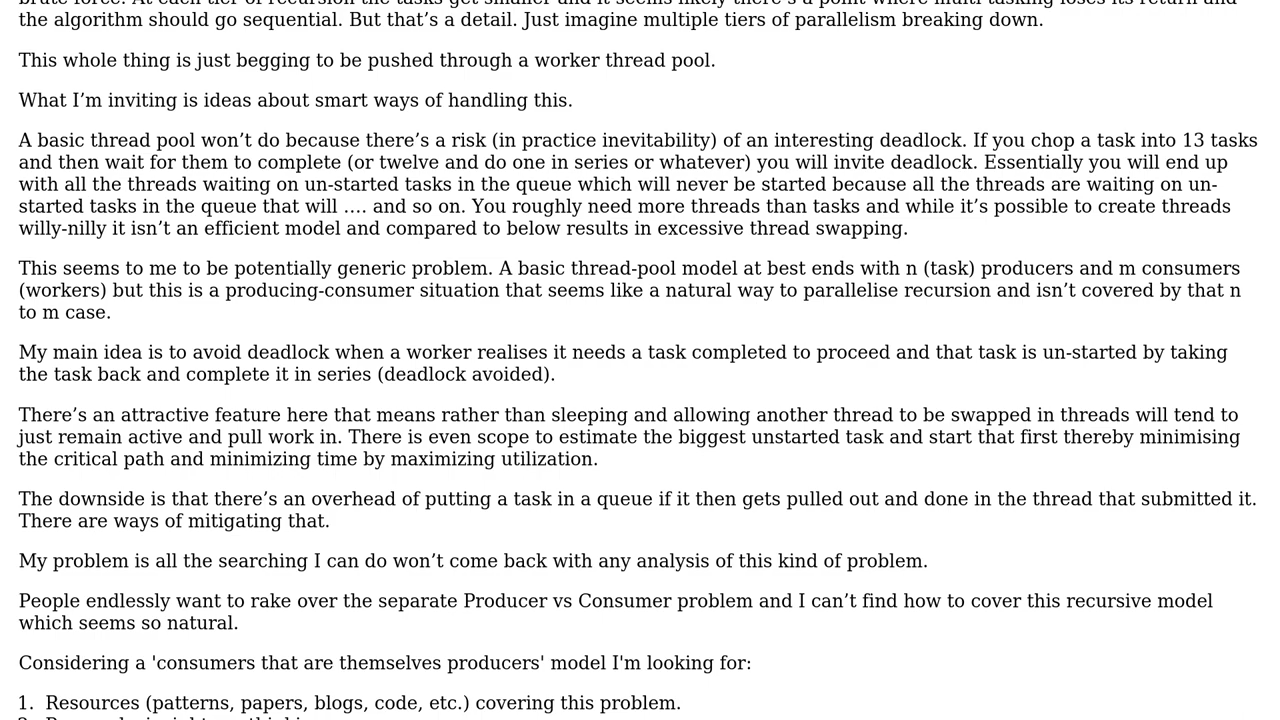 the algorithm should go sequential. But that’s a detail. Just imagine multiple tiers of parallelism breaking down.
This whole thing is just begging to be pushed through a worker thread pool.
What I’m inviting is ideas about smart ways of handling this.
A basic thread pool won’t do because there’s a risk (in practice inevitability) of an interesting deadlock. If you chop a task into 13 tasks
and then wait for them to complete (or twelve and do one in series or whatever) you will invite deadlock. Essentially you will end up
with all the threads waiting on un-started tasks in the queue which will never be started because all the threads are waiting on un-
started tasks in the queue that will .... and so on. You roughly need more threads than tasks and while it’s possible to create threads
willy-nilly it isn’t an efficient model and compared to below results in excessive thread swapping.
This seems to me to be potentially generic problem. A basic thread-pool model at best ends with n (task) producers and m consumers
(workers) but this is a producing-consumer situation that seems like a natural way to parallelise recursion and isn’t covered by that n
to m case.
My main idea is to avoid deadlock when a worker realises it needs a task completed to proceed and that task is un-started by taking
the task back and complete it in series (deadlock avoided).
There’s an attractive feature here that means rather than sleeping and allowing another thread to be swapped in threads will tend to
just remain active and pull work in. There is even scope to estimate the biggest unstarted task and start that first thereby minimising
the critical path and minimizing time by maximizing utilization.
The downside is that there’s an overhead of putting a task in a queue if it then gets pulled out and done in the thread that submitted it.
There are ways of mitigating that.
My problem is all the searching I can do won’t come back with any analysis of this kind of problem.
People endlessly want to rake over the separate Producer vs Consumer problem and I can’t find how to cover this recursive model
which seems so natural.
Considering a 'consumers that are themselves producers' model I'm looking for:
1. Resources (patterns, papers, blogs, code, etc.) covering this problem.